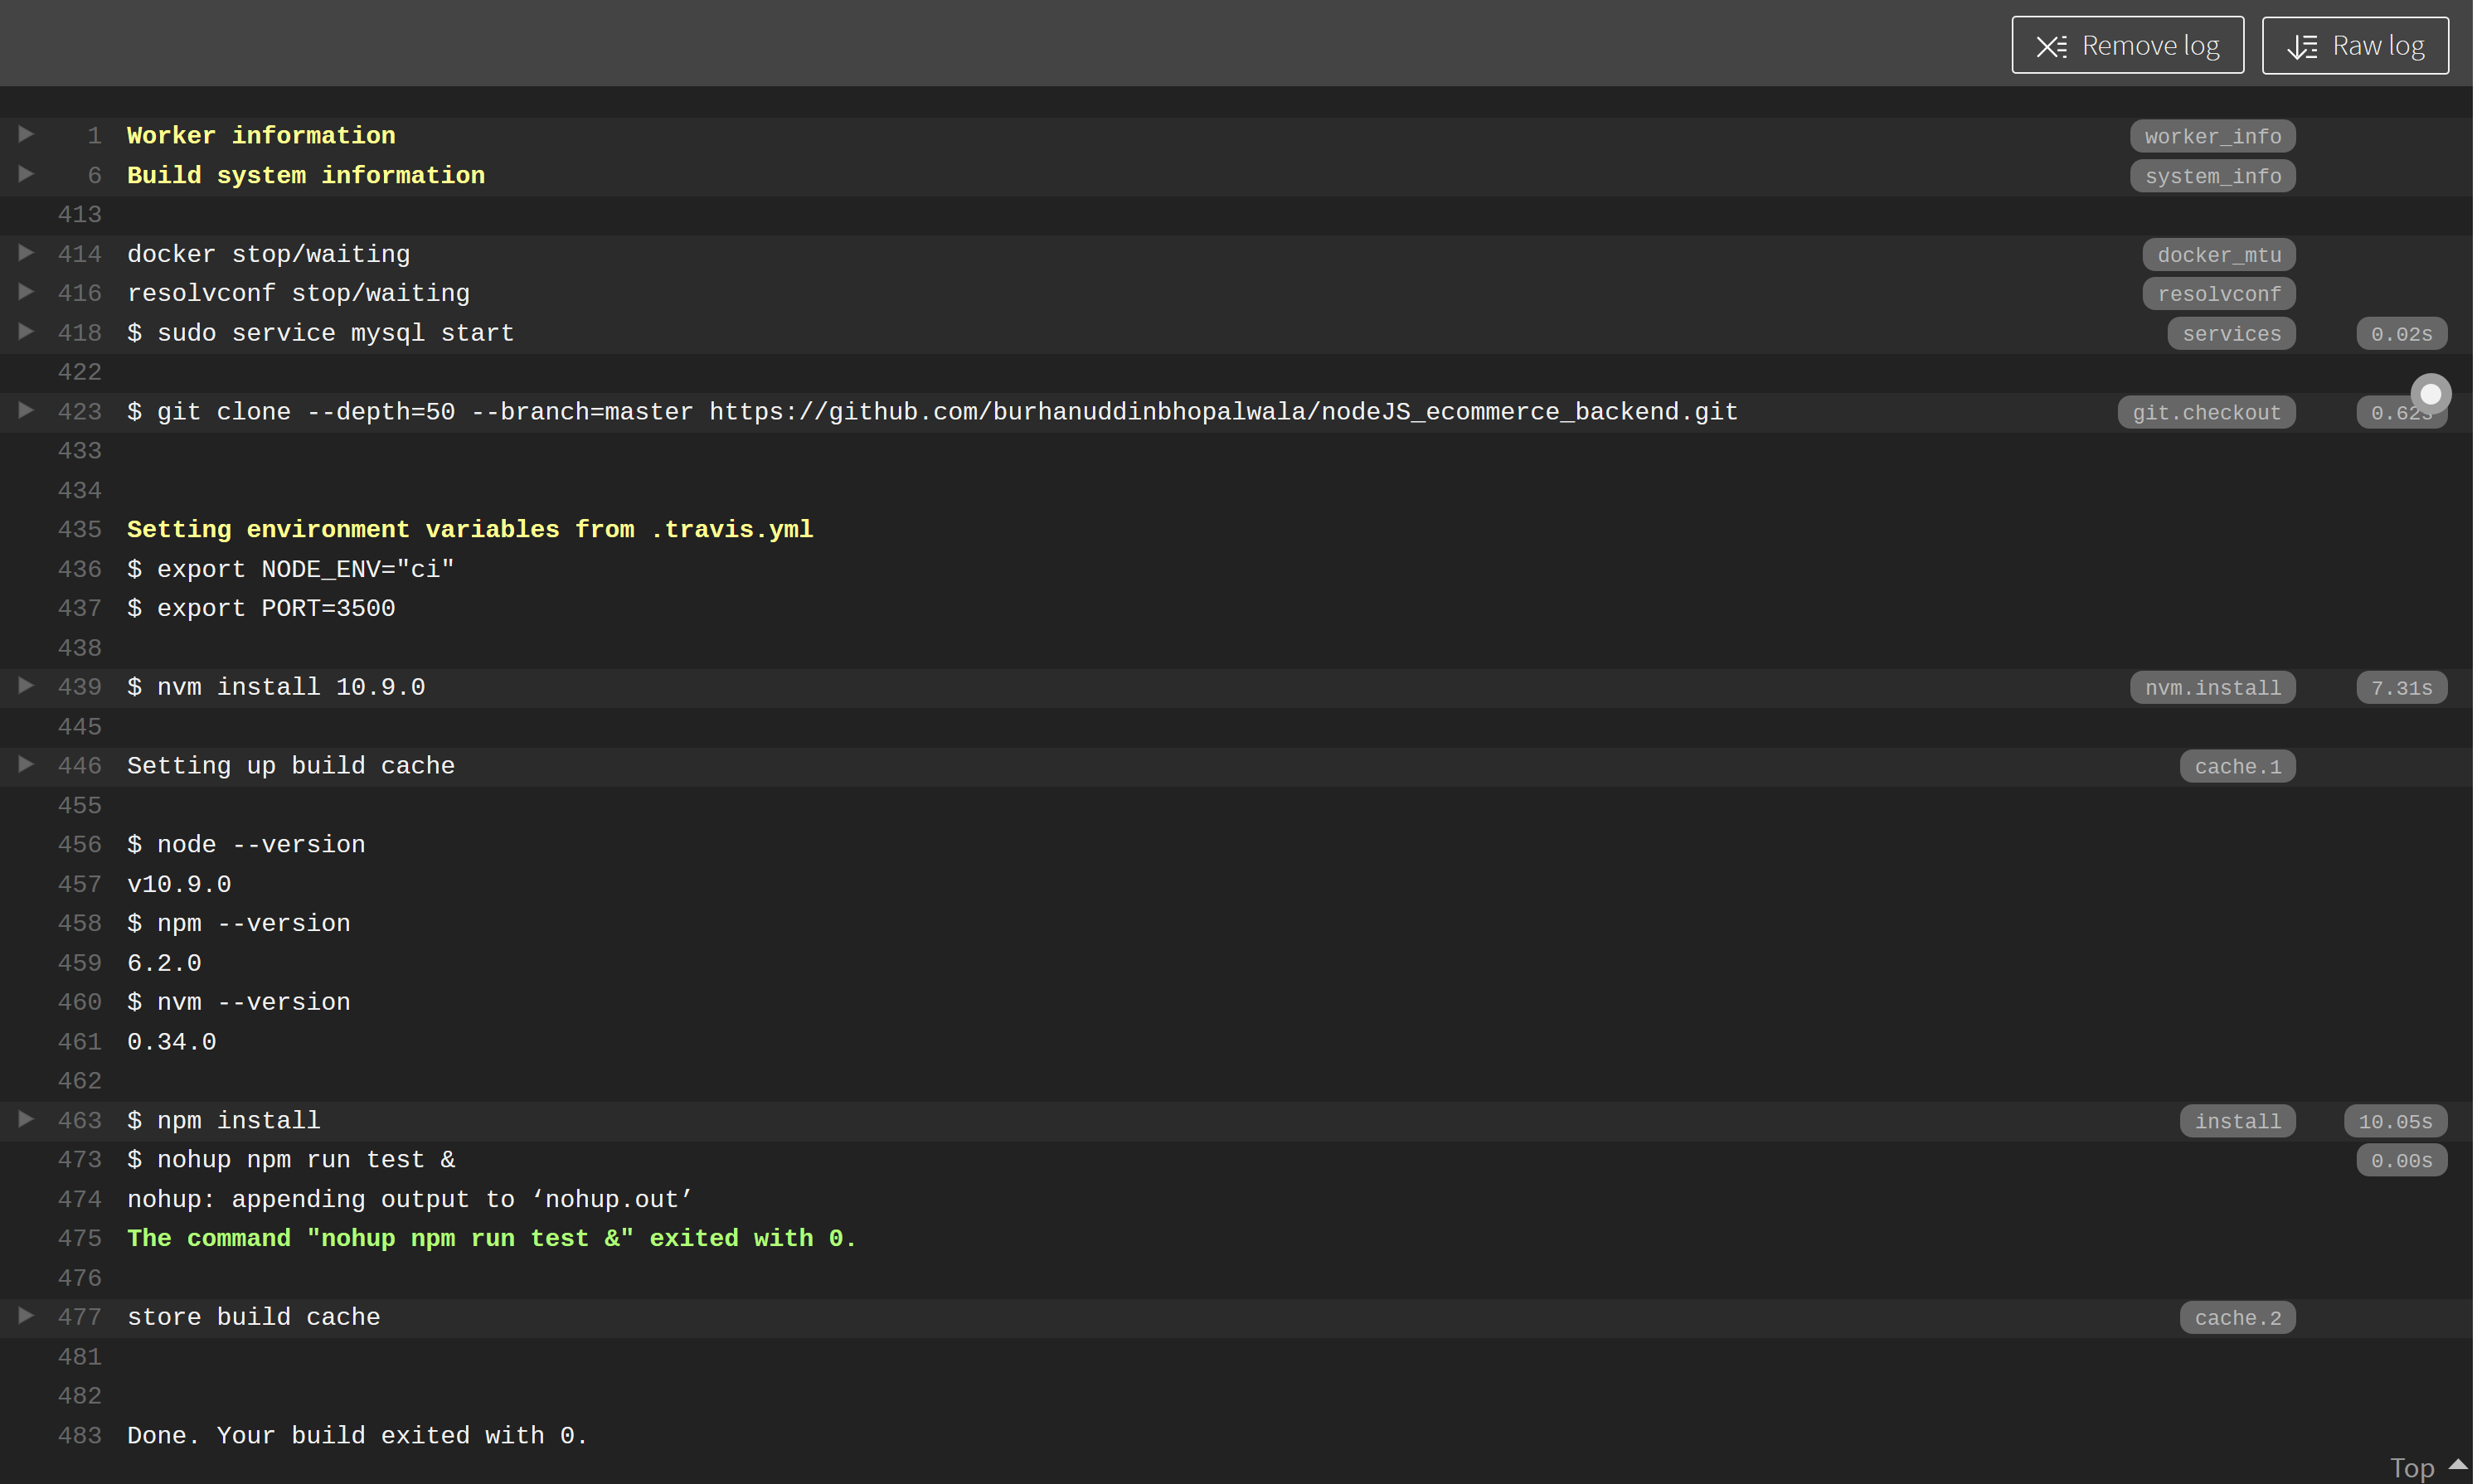 Remove log Raw log
1 Worker information worker_info
6 Build system information system_info
413
414 docker stop/waiting docker_mtu
416 resolvconf stop/waiting resolvconf
418 $ sudo service mysql start services 0.02s
422
423 $ git clone --depth=50 --branch=master https://github.com/burhanuddinbhopalwala/nodeJS_ecommerce_backend.git git.checkout 0.62s
433
434
435 Setting environment variables from .travis.yml
436 $ export NODE_ENV="ci"
437 $ export PORT=3500
438
439 $ nvm install 10.9.0 nvm.install 7.31s
445
446 Setting up build cache cache.1
455
456 $ node --version
457 v10.9.0
458 $ npm --version
459 6.2.0
460 $ nvm --version
461 0.34.0
462
463 $ npm install install 10.05s
473 $ nohup npm run test & 0.00s
474 nohup: appending output to ‘nohup.out’
475 The command "nohup npm run test &" exited with 0.
476
477 store build cache cache.2
481
482
483 Done. Your build exited with 0.
Top